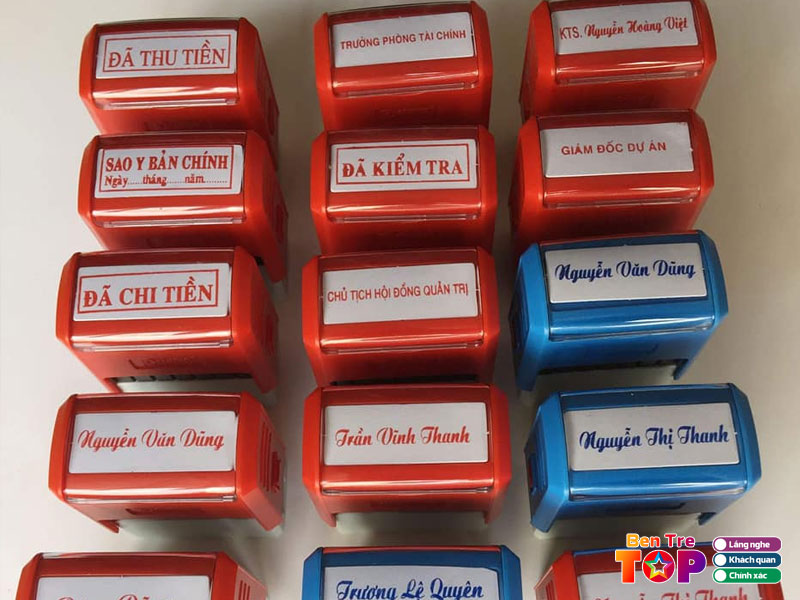 ĐÃ THU TIỀN
TRƯỞNG PHÒNG TÀI CHÍNH
KTS. Nguyễn Hoàng Việt
SAO Y BẢN CHÍNH
Ngày.....tháng......năm.........
ĐÃ KIỂM TRA
GIÁM ĐỐC DỰ ÁN
ĐÃ CHI TIỀN
CHỦ TỊCH HỘI ĐỒNG QUẢN TRỊ
Nguyễn Văn Dũng
Nguyễn Văn Dũng
Trần Vĩnh Thanh
Nguyễn Thị Thanh
Trương Lê Quyên
Ben Tre
TOP
Lắng nghe
Khách quan
Chính xác